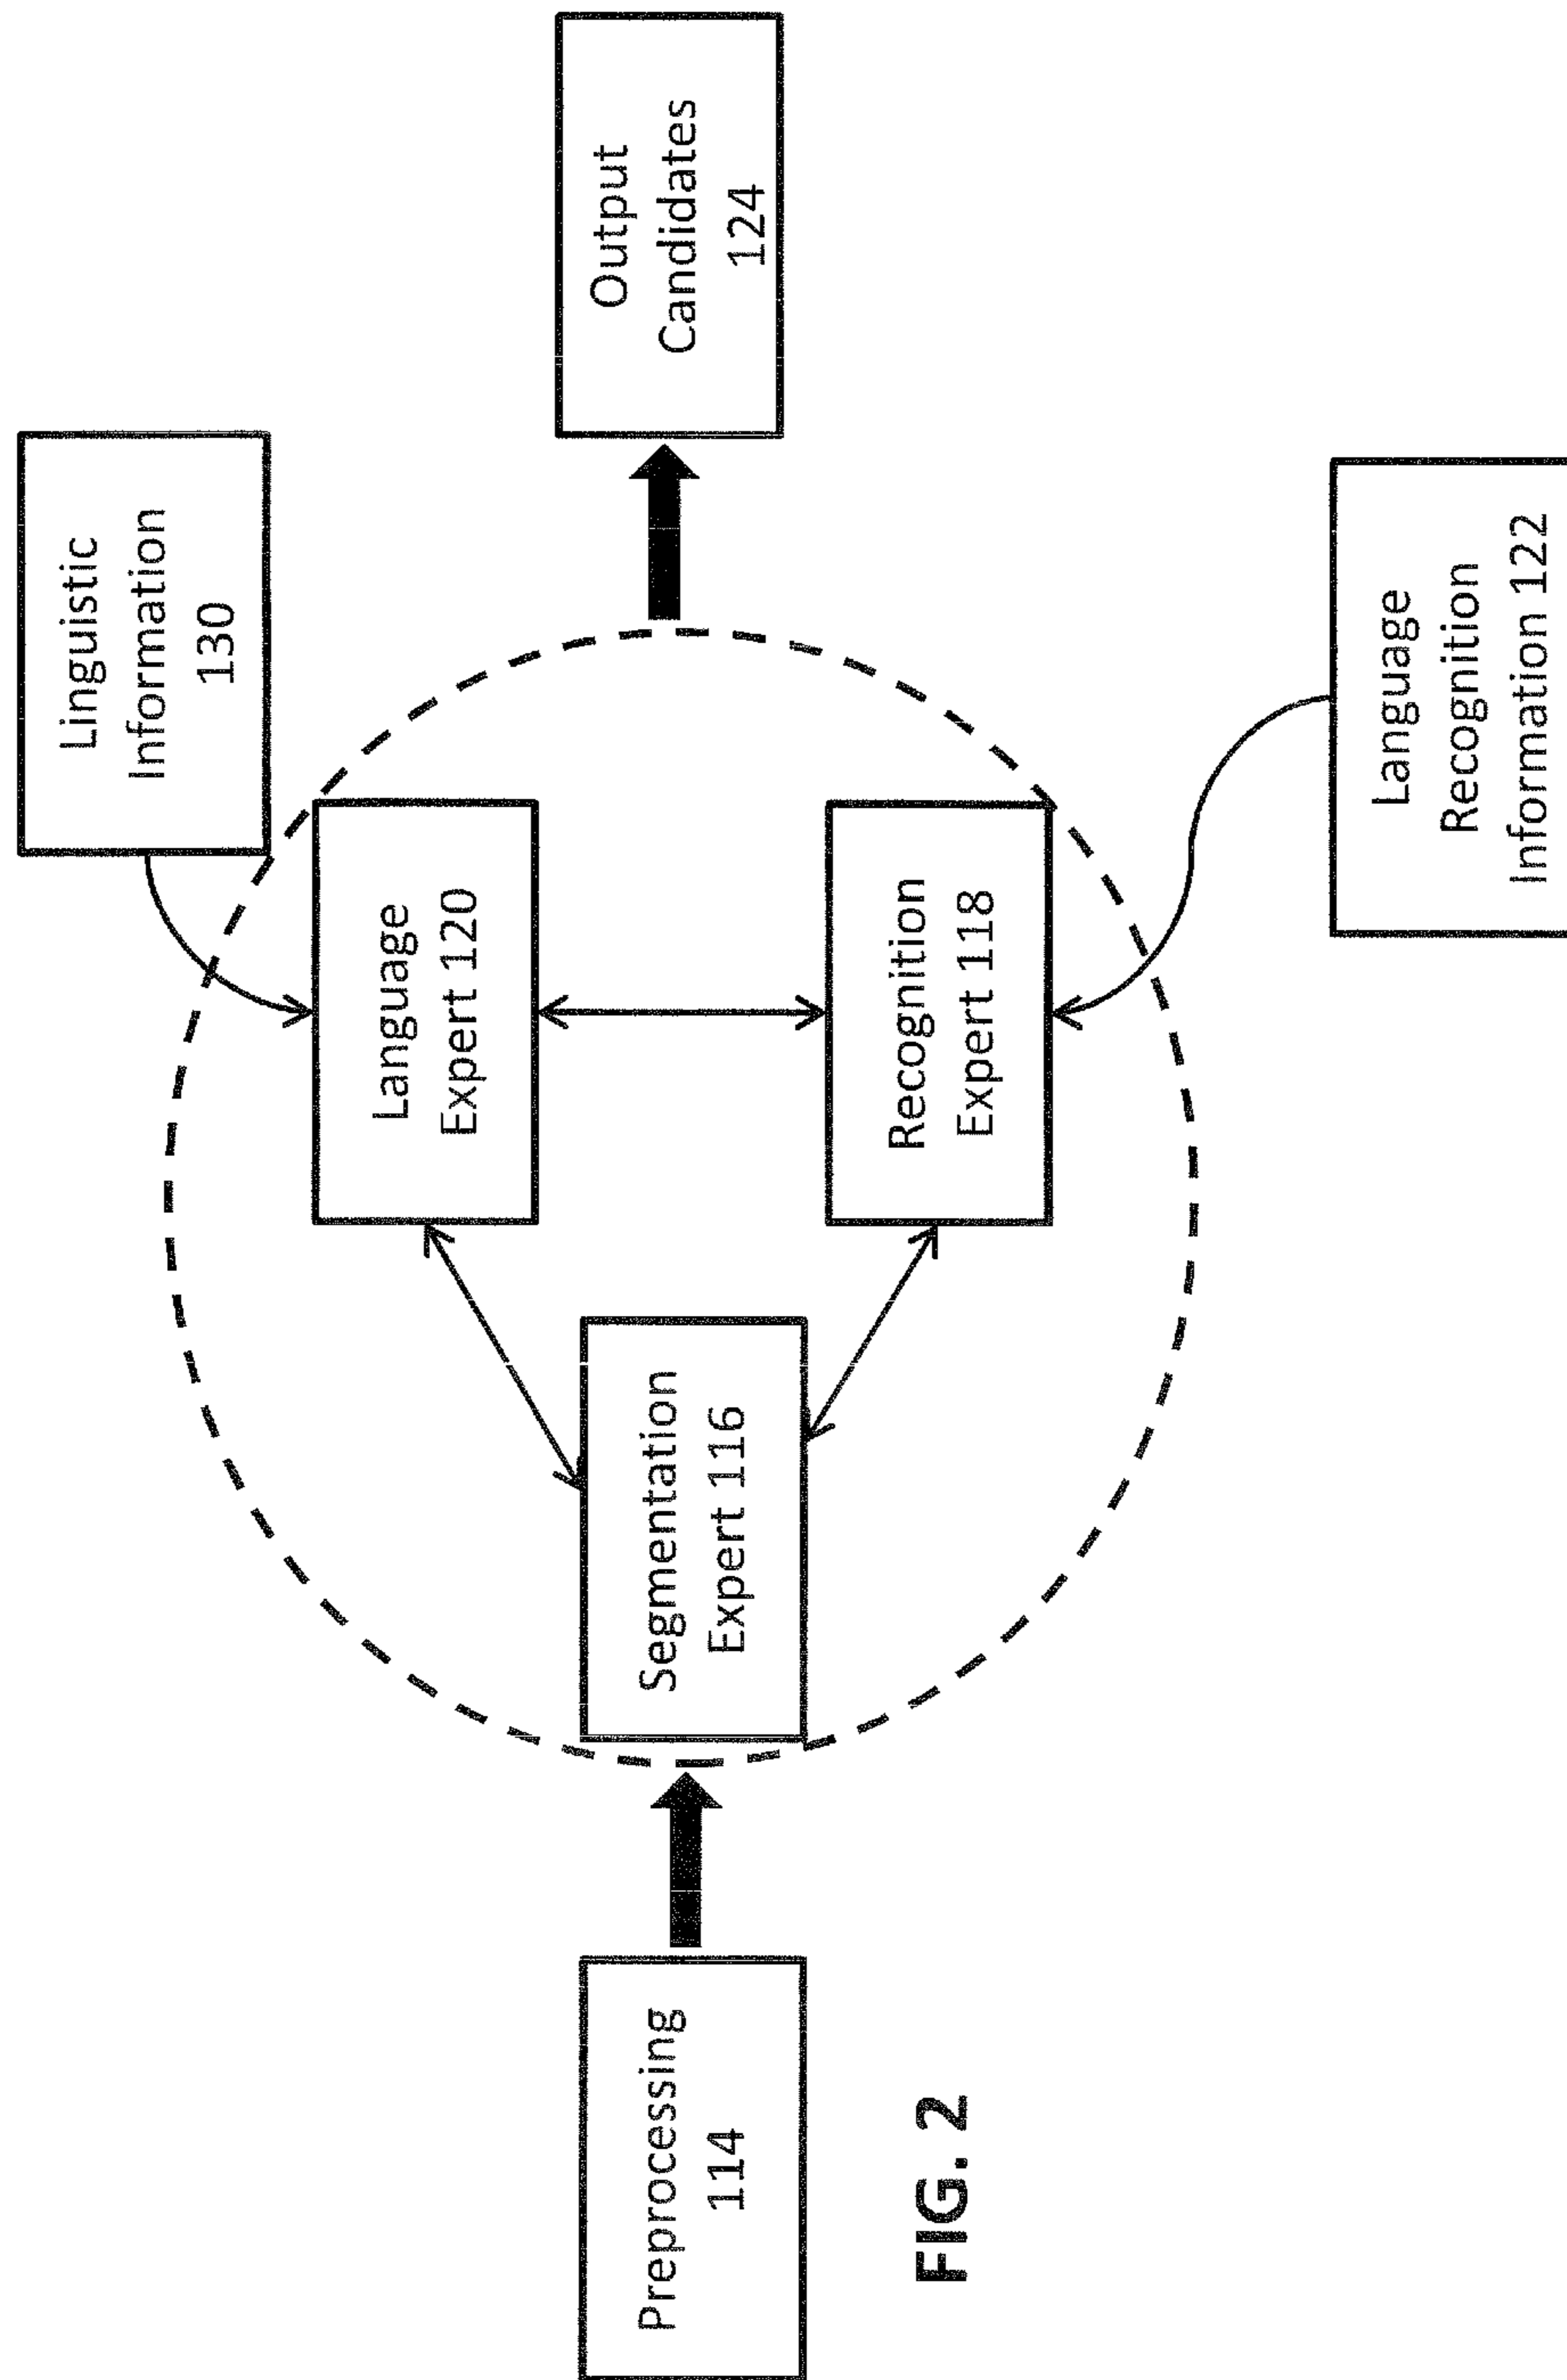 Linguistic
Information
130
Output
Candidates
124
Language
Expert 120
Preprocessing
114
Segmentation
Expert 116
Recognition
Expert 118
Language
Recognition
Information 122
FIG. 2